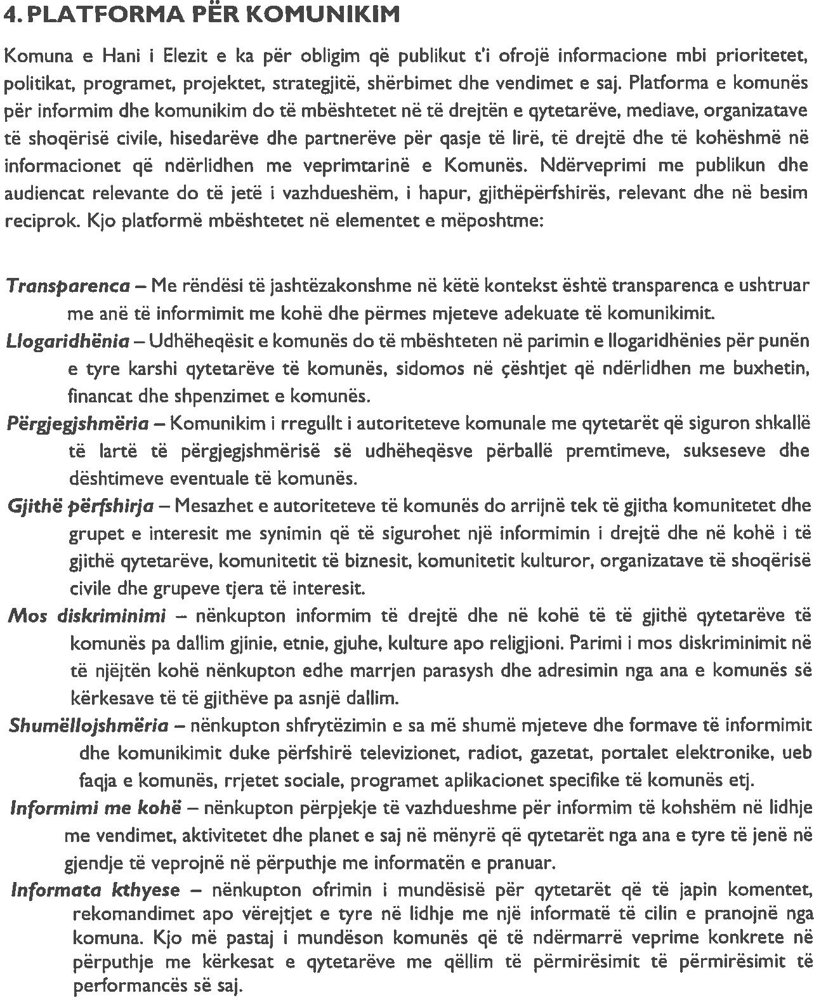 4. PLATFORMA PËR KOMUNIKIM
Komuna e Hani i Elezit e ka për obligim që publikut t'i ofrojë informacione mbi prioritetet,
politikat, programet, projektet, strategjitë, shërbimet dhe vendimet e saj. Platforma e komunës
për informim dhe komunikim do të mbështetet në të drejtën e qytetarëve, mediave, organizatave
të shoqërisë civile, hisedarëve dhe partnerëve për qasje të lirë, të drejtë dhe të kohëshmë në
informacionet që ndërlidhen me veprimtarinë e Komunës. Ndërveprimi me publikun dhe
audiencat relevante do të jetë i vazhdueshëm, i hapur, gjithëpërfshirës, relevant dhe në besim
reciprok. Kjo platformë mbështetet në elementet e mëposhtme:
Transparenca – Me rëndësi të jashtëzakonshme në këtë kontekst është transparenca e ushtruar
me anë të informimit me kohë dhe përmes mjeteve adekuate të komunikimit.
Llogaridhënia – Udhëheqësit e komunës do të mbështeten në parimin e llogaridhënies për punën
e tyre karshi qytetarëve të komunës, sidomos në çështjet që ndërlidhen me buxhetin,
financat dhe shpenzimet e komunës.
Përgjegjshmëria – Komunikim i rregullt i autoriteteve komunale me qytetarët që siguron shkallë
të lartë të përgjegjshmërisë së udhëheqësve përballë premtimeve, sukseseve dhe
dështimeve eventuale të komunës.
Gjithë përfshirja – Mesazhet e autoriteteve të komunës do arrijnë tek të gjitha komunitetet dhe
grupet e interesit me synimin që të sigurohet një informimin i drejtë dhe në kohë i të
gjithë qytetarëve, komunitetit të biznesit, komunitetit kulturor, organizatave të shoqërisë
civile dhe grupeve tjera të interesit.
Mos diskriminimi – nënkupton informim të drejtë dhe në kohë të të gjithë qytetarëve të
komunës pa dallim gjinie, etnie, gjuhe, kulture apo religjioni. Parimi i mos diskriminimit në
të njëjtën kohë nënkupton edhe marrjen parasysh dhe adresimin nga ana e komunës së
kërkesave të të gjithëve pa asnjë dallim.
Shumëllojshmëria – nënkupton shfrytëzimin e sa më shumë mjeteve dhe formave të informimit
dhe komunikimit duke përfshirë televizionet, radiot, gazetat, portalet elektronike, ueb
faqja e komunës, rrjetet sociale, programet aplikacionet specifike të komunës etj.
Informimi me kohë – nënkupton përpjekje të vazhdueshme për informim të kohshëm në lidhje
me vendimet, aktivitetet dhe planet e saj në mënyrë që qytetarët nga ana e tyre të jenë në
gjendje të veprojnë në përputhje me informatën e pranuar.
Informata kthyese – nënkupton ofrimin i mundësisë për qytetarët që të japin komentet,
rekomandimet apo vërejtjet e tyre në lidhje me një informatë të cilin e pranojnë nga
komuna. Kjo më pastaj i mundëson komunës që të ndërmarrë veprime konkrete në
përputhje me kërkesat e qytetarëve me qëllim të përmirësimit të përmirësimit të
performancës së saj.